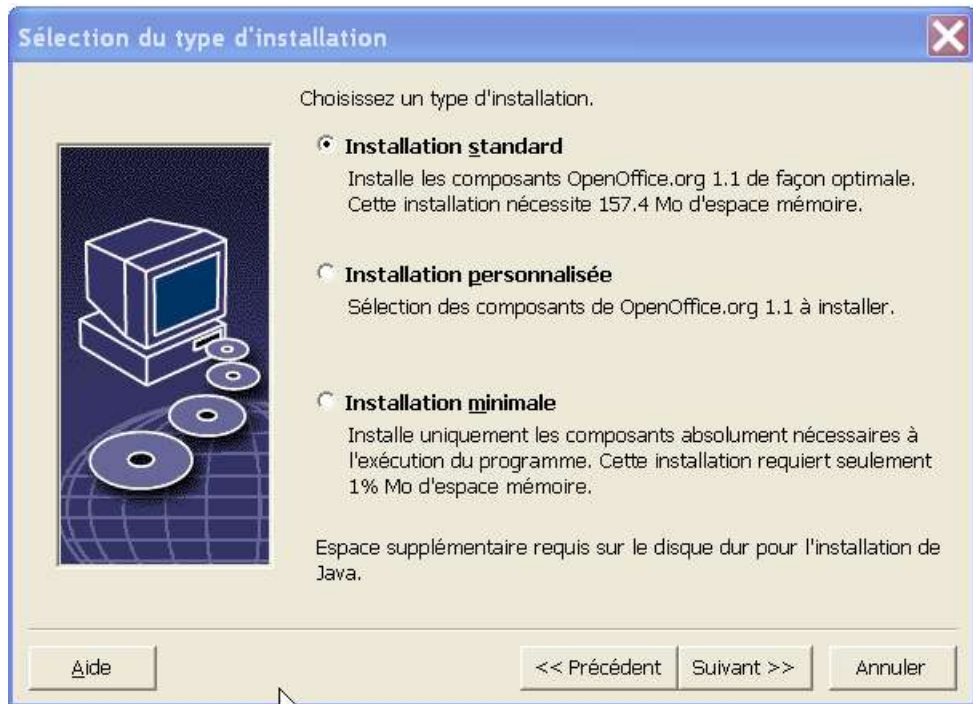 Sélection du type d'installation
Choisissez un type d'installation.
Installation standard
Installe les composants OpenOffice.org 1.1 de façon optimale.
Cette installation nécessite 157.4 Mo d'espace mémoire.
Installation personnalisée
Sélection des composants de OpenOffice.org 1.1 à installer.
Installation minimale
Installe uniquement les composants absolument nécessaires à
l'exécution du programme. Cette installation requiert seulement
1% Mo d'espace mémoire.
Espace supplémentaire requis sur le disque dur pour l'installation de
Java.
Aide
<< Précédent
Suivant >>
Annuler